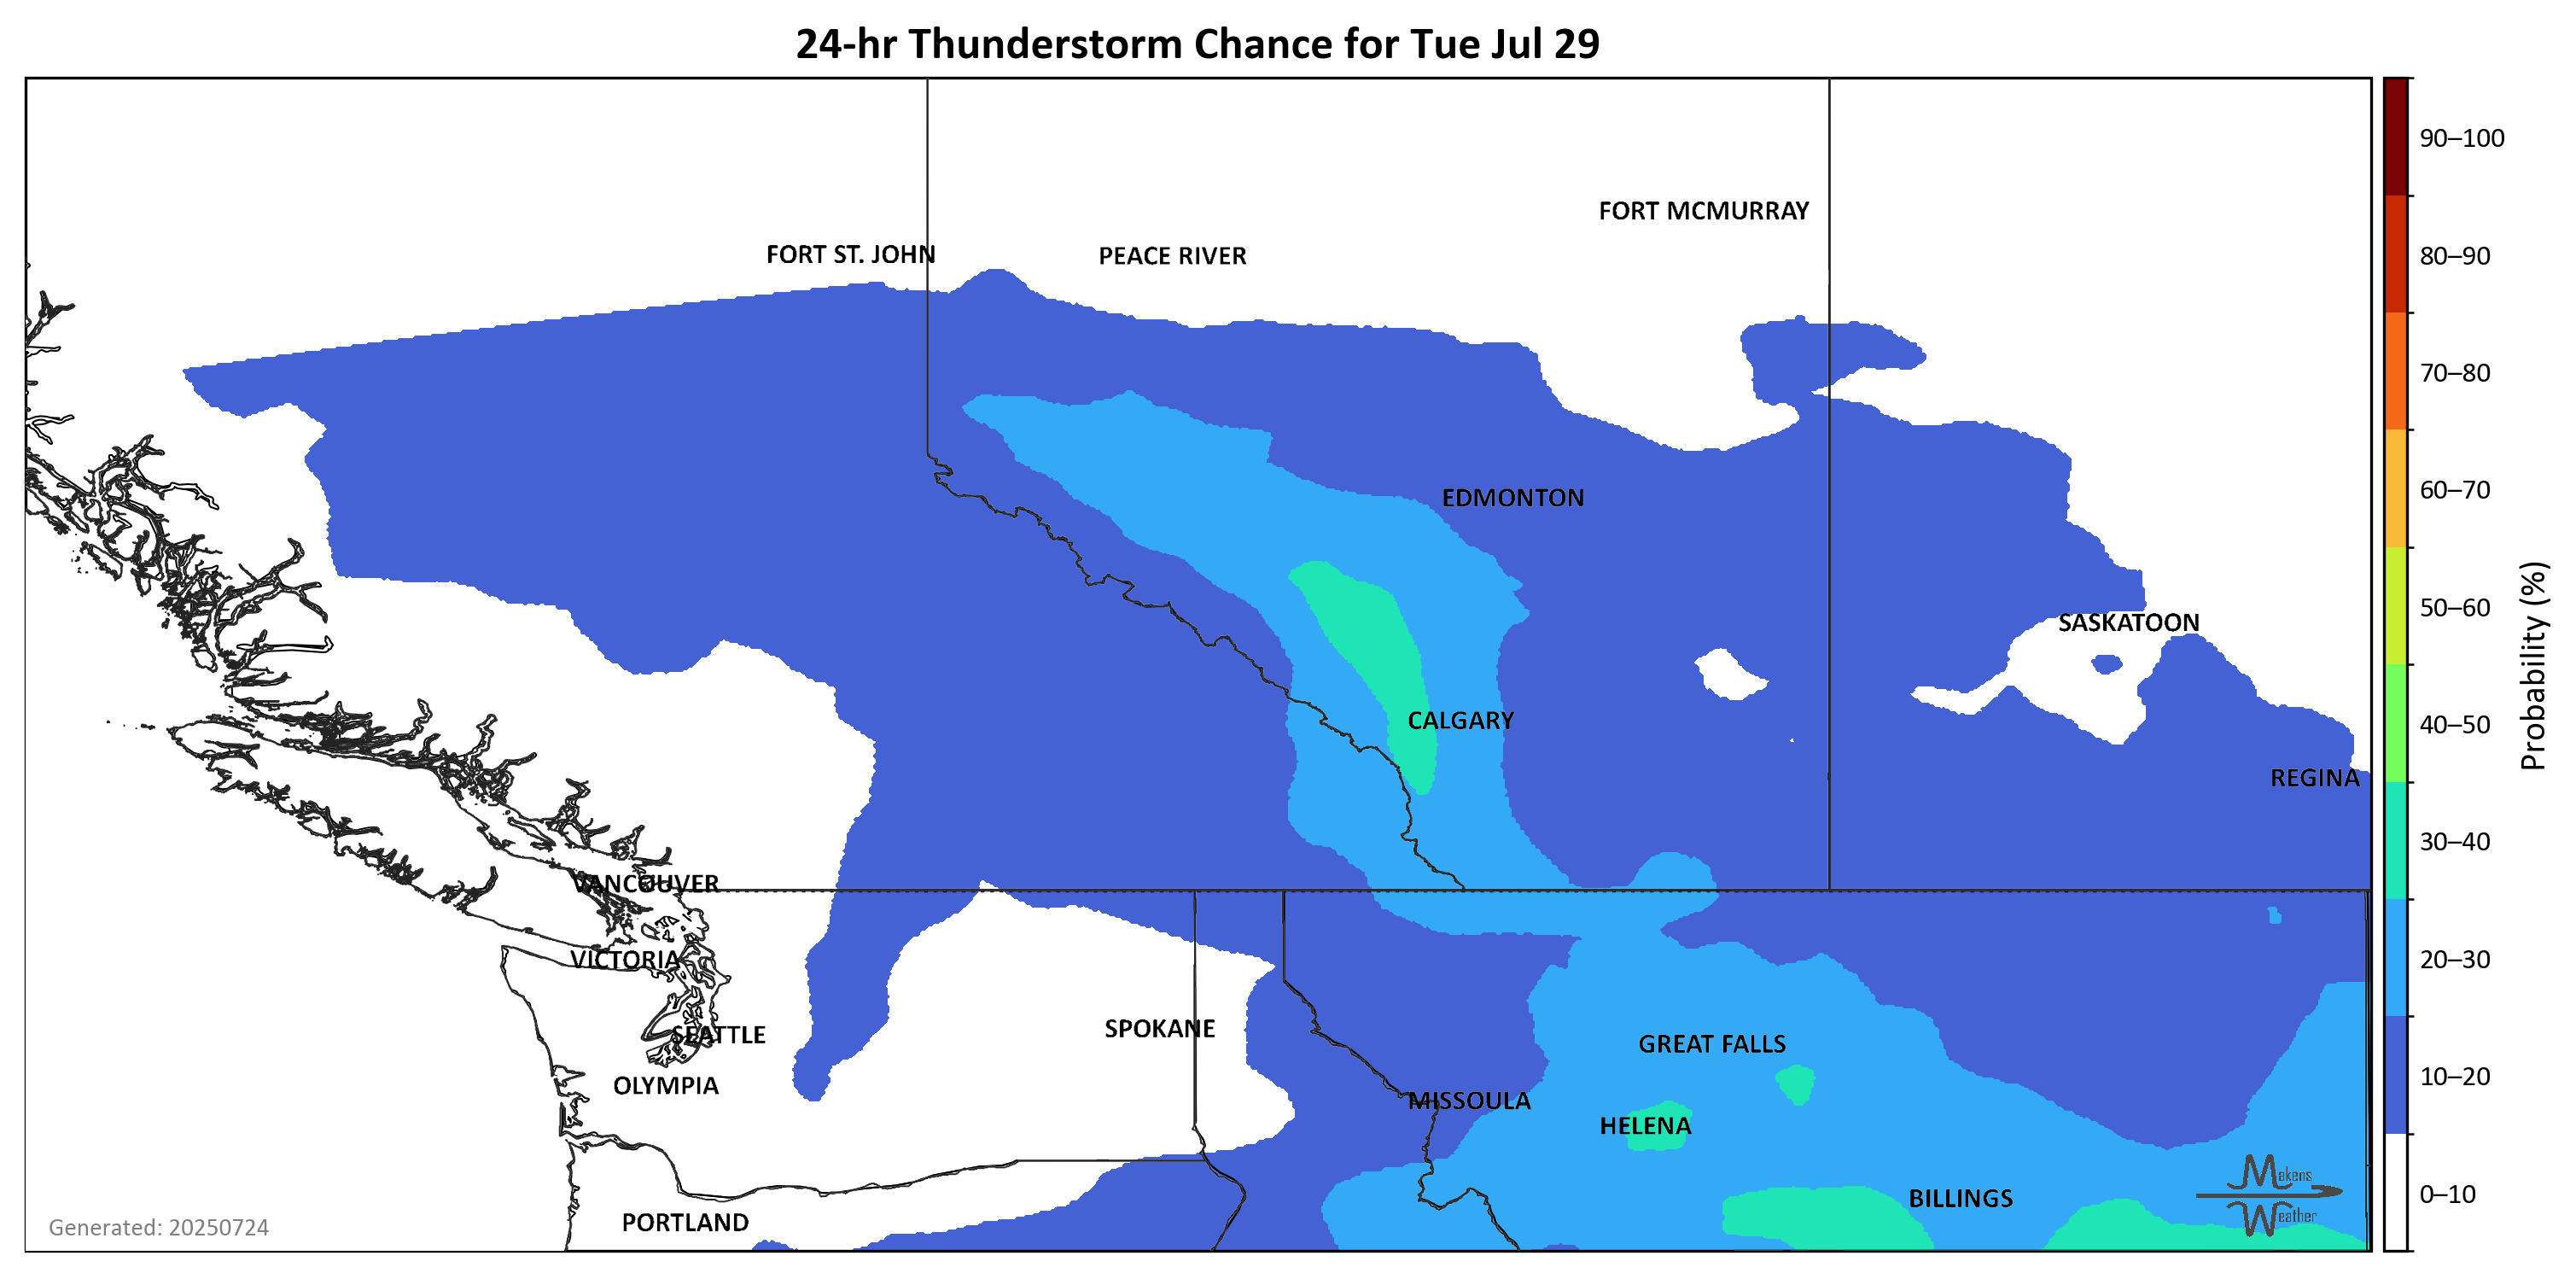 24-hr Thunderstorm Chance for Tue Jul 29
90–100
FORT MCMURRAY
FORT ST. JOHN
PEACE RIVER
80–90
70–80
60–70
EDMONTON
50–60
SASKATOON
Probability (%)
CALGARY
40–50
REGINA
30–40
VANCOUVER
VICTORIA
20–30
SPOKANE
SEATTLE
GREAT FALLS
OLYMPIA
10–20
MISSOULA
HELENA
Makens
Weather
0–10
BILLINGS
PORTLAND
Generated: 20250724